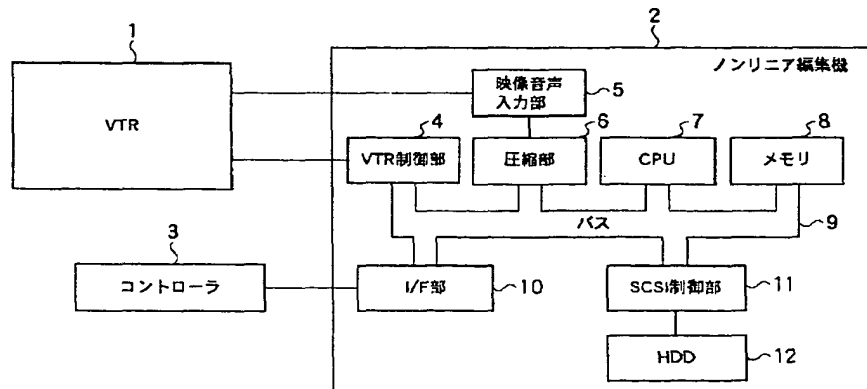 1
2
ノンリニア編集機
VTR
映像音声
入力部
5
4
6
7
8
VTR制御部
圧縮部
CPU
メモリ
バス
9
3
コントローラ
I/F部
10
SCSI制御部
11
HDD
12